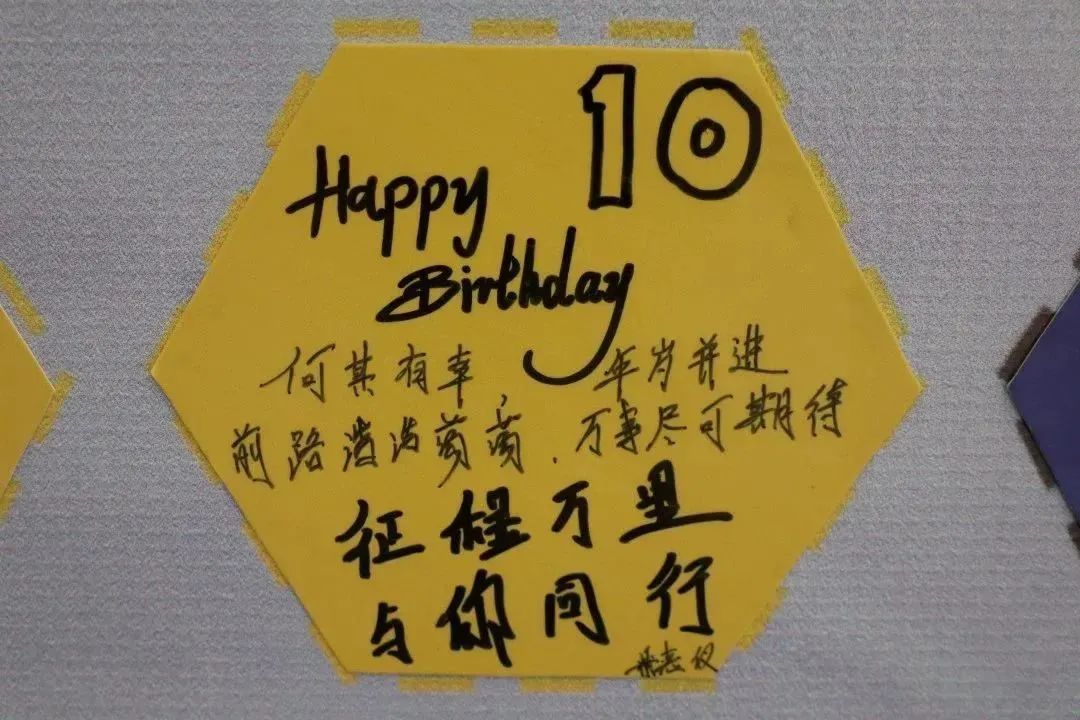 10
Happy
Birthday
何其有幸,年岁并进
前路浩浩荡荡.万事尽可期待
征程万里
与你同行